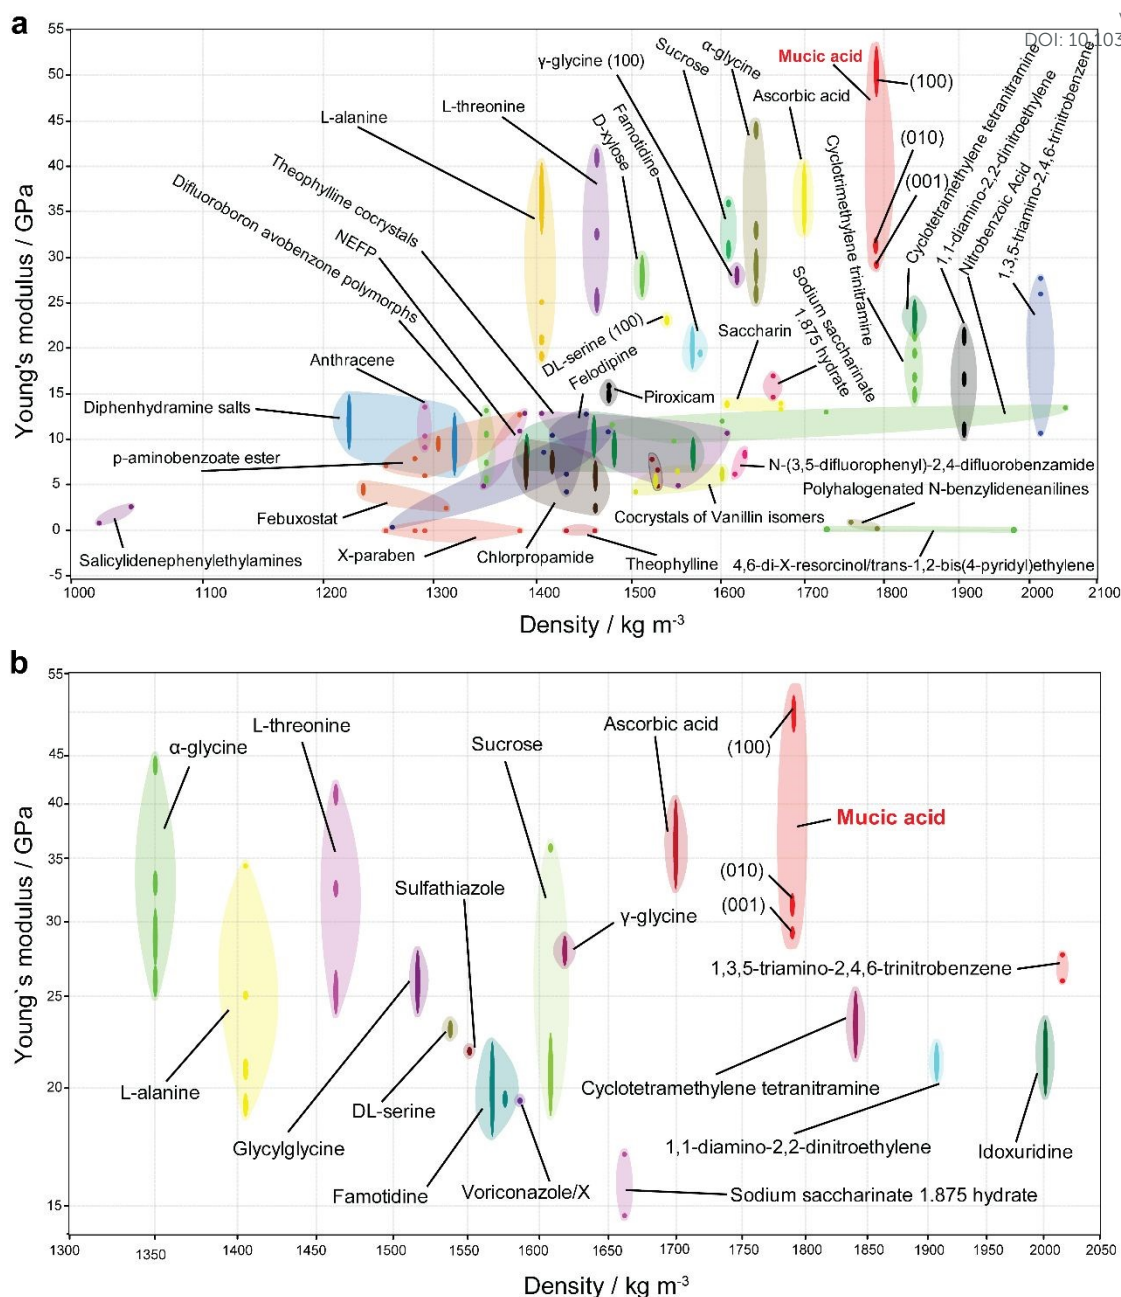 a
DOI: 10.103
55
50
45
40
35
30
25
20
15
10
5
0
-5
Young's modulus / GPa
1000
1100
1200
1300
1400
1500
1600
1700
1800
1900
2000
2100
Density / kg m-3
Mucic acid
(100)
(010)
(001)
Sucrose
α-glycine
γ-glycine (100)
Ascorbic acid
L-threonine
L-alanine
Famotidine
D-xylose
Theophylline cocrystals
Difluoroboron avobenzone polymorphs
NEFP
Cyclotetramethylene tetranitramine
1,1-diamino-2,2-dinitroethylene
Nitrobenzoic Acid
1,3,5-triamino-2,4,6-trinitrobenzene
Cyclotrimethylene trinitramine
Sodium saccharinate
1.875 hydrate
Saccharin
DL-serine (100)
Felodipine
Piroxicam
Anthracene
Diphenhydramine salts
p-aminobenzoate ester
Febuxostat
Salicylidenephenylethylamines
X-paraben
Chlorpropamide
Theophylline
Cocrystals of Vanillin isomers
N-(3,5-difluorophenyl)-2,4-difluorobenzamide
Polyhalogenated N-benzylideneanilines
4,6-di-X-resorcinol/trans-1,2-bis(4-pyridyl)ethylene
b
55
45
40
35
30
25
20
15
Young`s modulus / GPa
1300
1350
1400
1450
1500
1550
1600
1650
1700
1750
1800
1850
1900
1950
2000
2050
Density / kg m-3
α-glycine
L-threonine
Sucrose
Ascorbic acid
(100)
Mucic acid
(010)
(001)
Sulfathiazole
γ-glycine
1,3,5-triamino-2,4,6-trinitrobenzene
L-alanine
DL-serine
Cyclotetramethylene tetranitramine
Glycylglycine
1,1-diamino-2,2-dinitroethylene
Idoxuridine
Famotidine
Voriconazole/X
Sodium saccharinate 1.875 hydrate